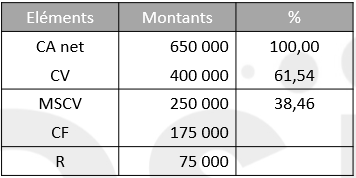 Eléments Montants %
CA net 650 000 100,00
CV 400 000 61,54
MSCV 250 000 38,46
CF 175 000
R 75 000